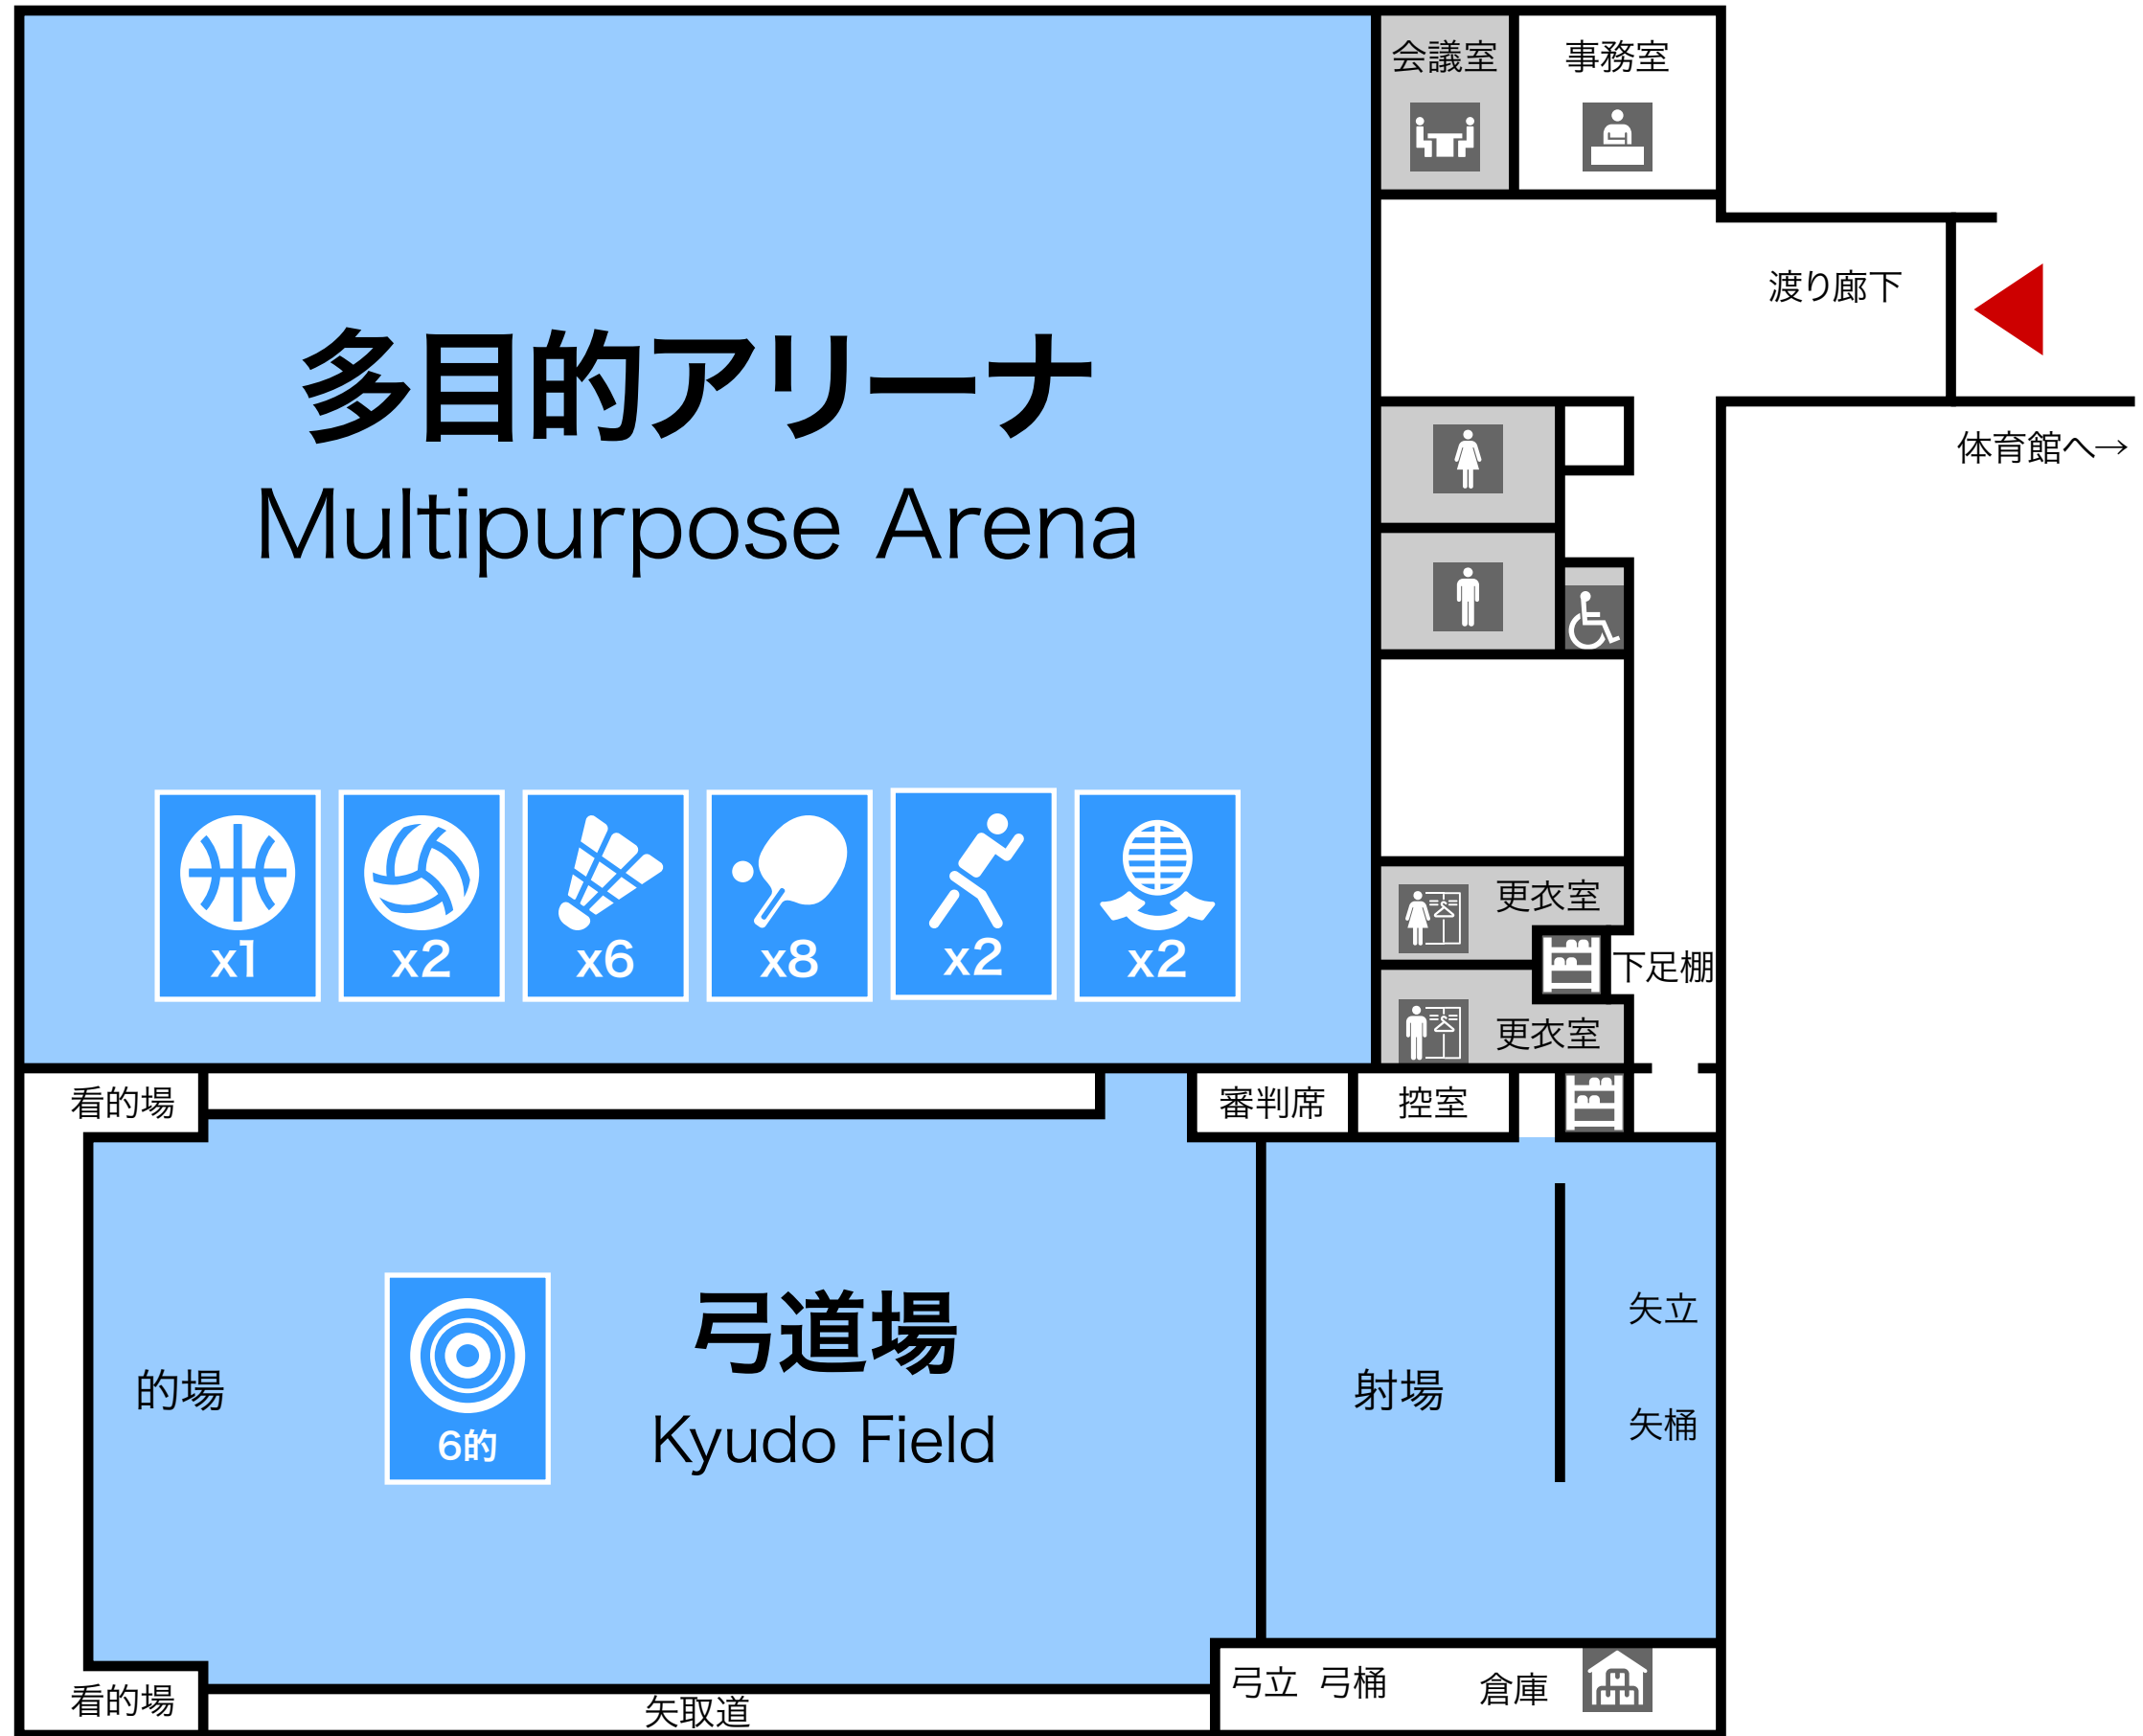 会議室
事務室
渡り廊下
体育館へ→
多目的アリーナ
Multipurpose Arena
x1
x2
x6
x8
x2
x2
更衣室
下足棚
更衣室
看的場
審判席
控室
弓道場
Kyudo Field
6的
的場
射場
矢立
矢桶
看的場
矢取道
弓立 弓桶
倉庫